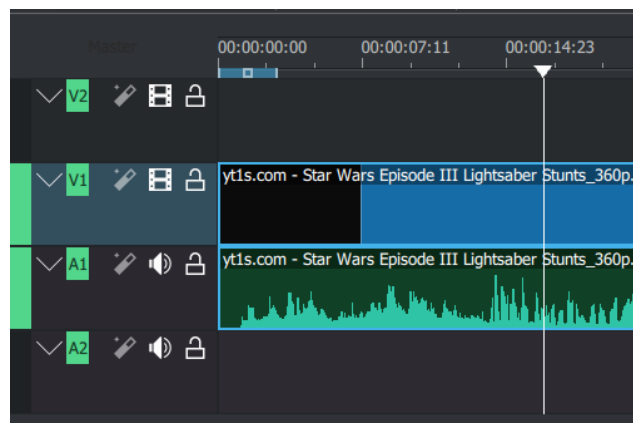 Master
00:00:00:00 00:00:07:11 00:00:14:23
V2
V1
yt1s.com - Star Wars Episode III Lightsaber Stunts_360p.
A1
yt1s.com - Star Wars Episode III Lightsaber Stunts_360p.
A2